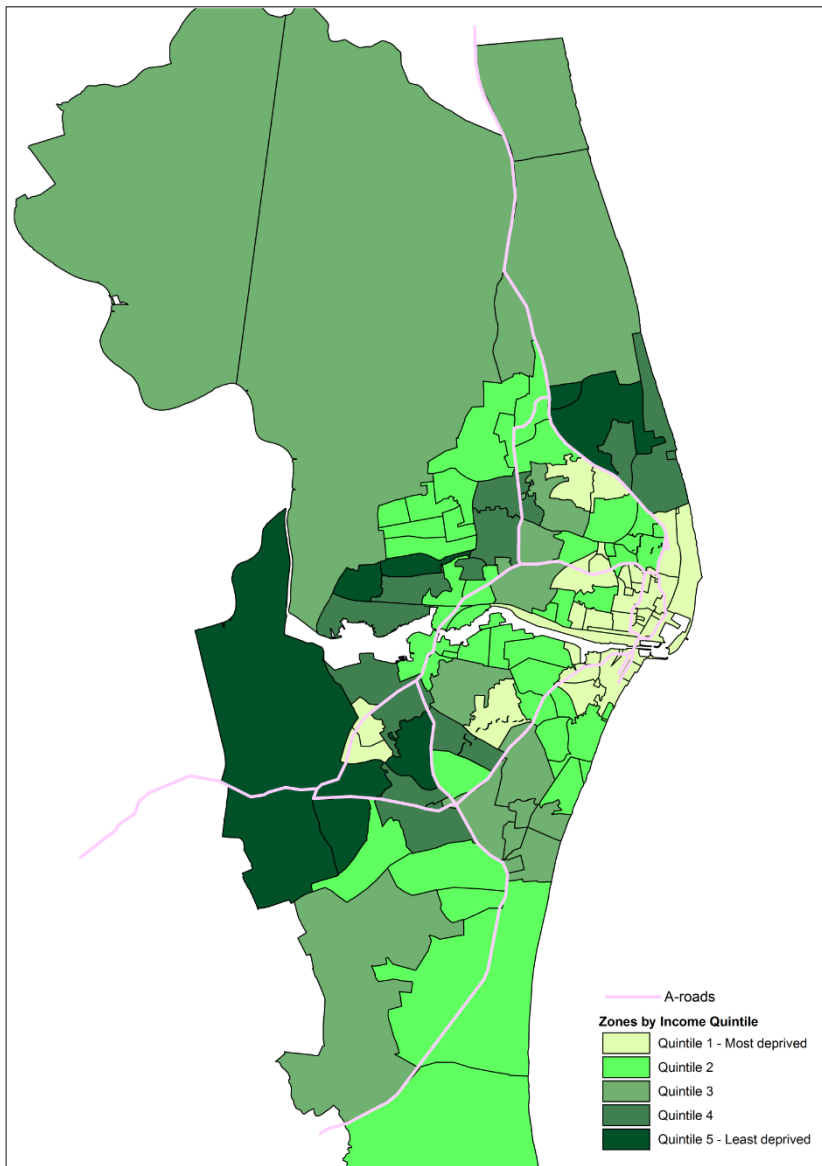 A-roads
Zones by Income Quintile
Quintile 1 - Most deprived
Quintile 2
Quintile 3
Quintile 4
Quintile 5 - Least deprived